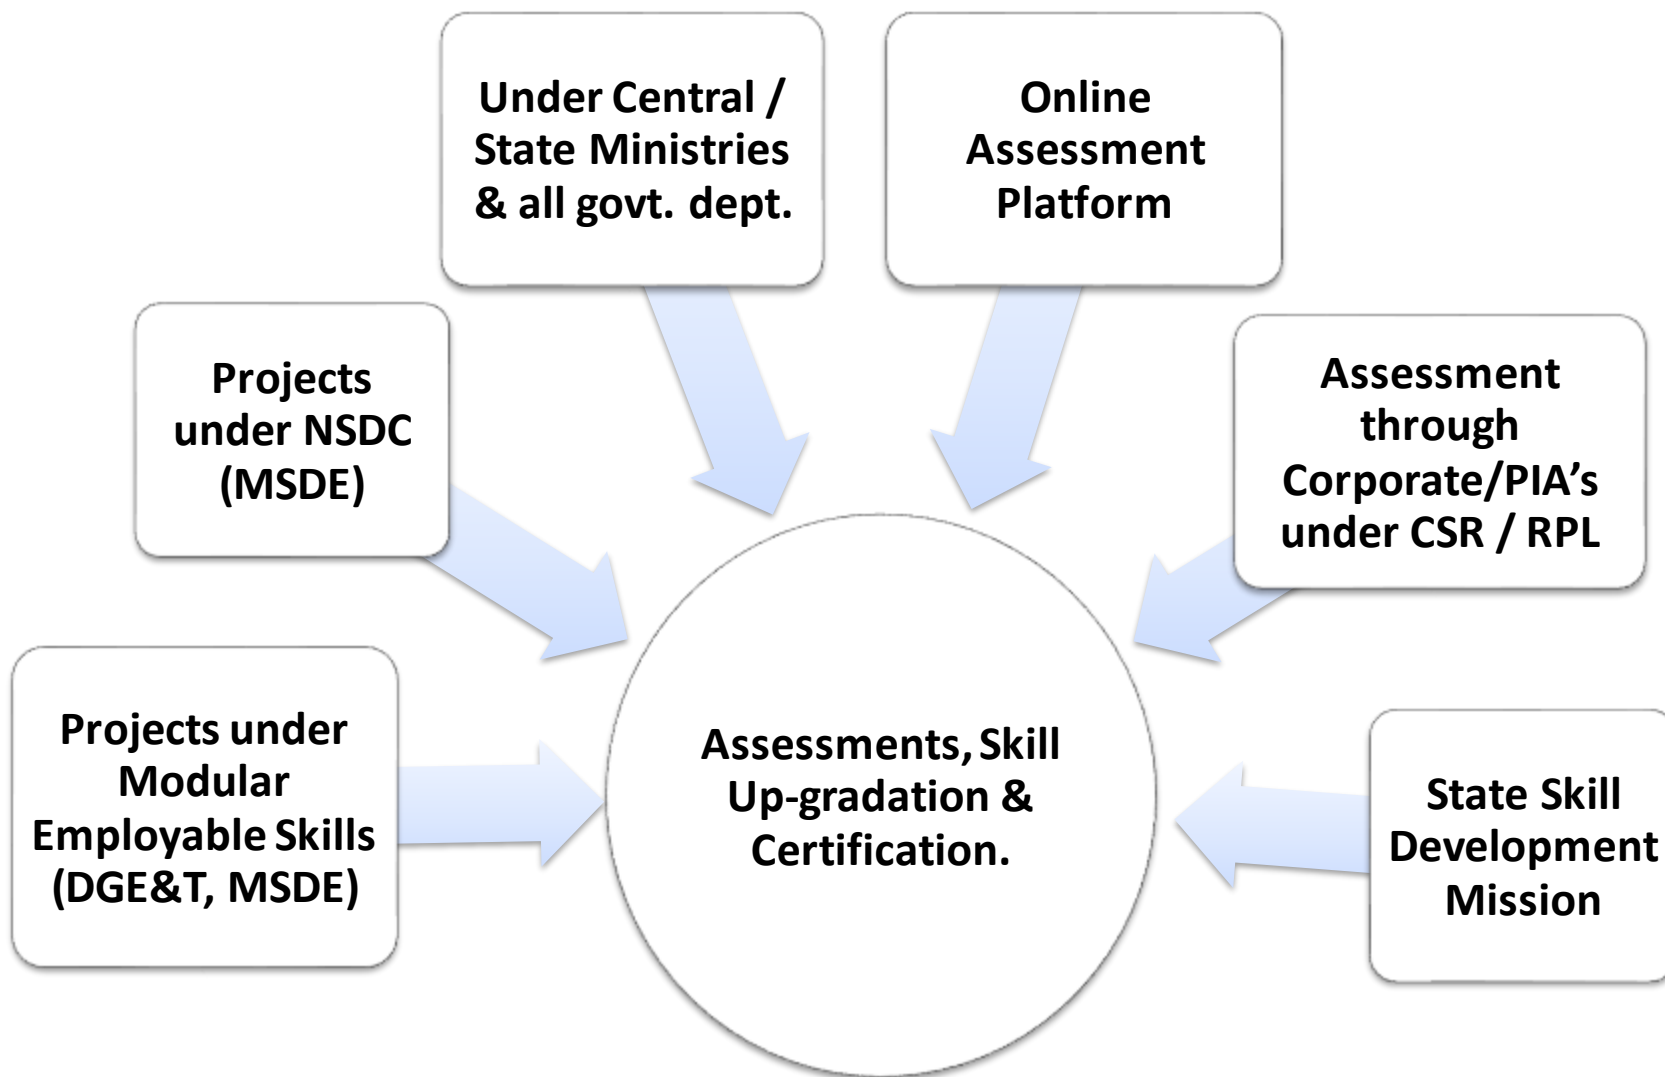 Under Central /
State Ministries
& all govt. dept.
Online
Assessment
Platform
Projects
under NSDC
(MSDE)
Assessment
through
Corporate/PIA’s
under CSR / RPL
Projects under
Modular
Employable Skills
(DGE&T, MSDE)
Assessments, Skill
Up-gradation &
Certification.
State Skill
Development
Mission